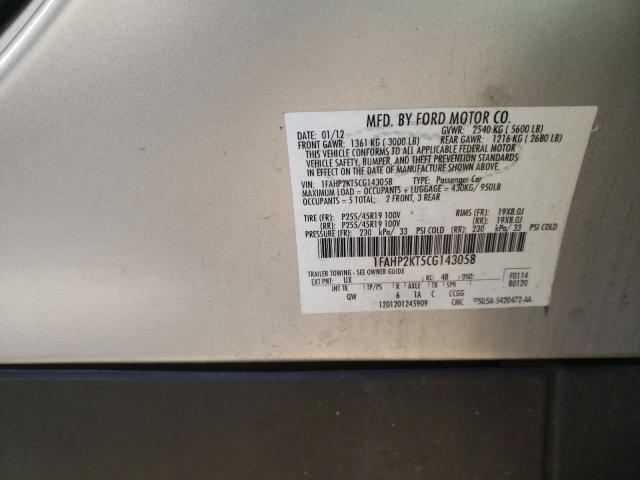 MFD. BY FORD MOTOR CO.
01/12 GVWR: 2540 KG ( 5600 LB)
FRONT GAWR: 1361 KG ( 3000 LB) REAR GAWR: 1216 KG ( 2680 LB)
THIS VEHICLE CONFORMS TO ALL APPLICABLE FEDERAL MOTOR
VEHICLE SAFETY, BUMPER, AND THEFT PREVENTION STANDARDS
IN EFFECT ON THE DATE OF MANUFACTURE SHOWN ABOVE.
VIN: 1FAHP2KT5CG143058 TYPE: Passenger Car
MAXIMUM LOAD = OCCUPANTS + LUGGAGE = 430KG/ 950LB
OCCUPANTS = 5 TOTAL; 2 FRONT, 3 REAR
TIRE (FR): P255/45R19 100V RIMS (FR): 19X8.0J
(RR): P255/45R19 100V (RR): 19X8.0J
PRESSURE (FR): 230 kPa/ 33 PSI COLD (RR): 230 kPa/ 33 PSI COLD
1FAHP2KT5CG143058
TRAILER TOWING - SEE OWNER GUIDE F0114
EXT PNT: UX RC: 48 DSO: R0120
INT TR TP/PS R AXLE TR SPR
QW 6 1A C CCGG
1201201245909 CMC 5U5A-5420472-AA